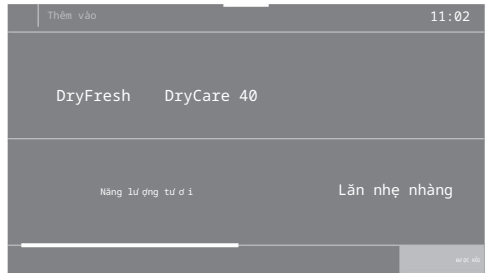 Thêm vào 11:02
DryFresh DryCare 40
Năng lượng tươi Lăn nhẹ nhàng